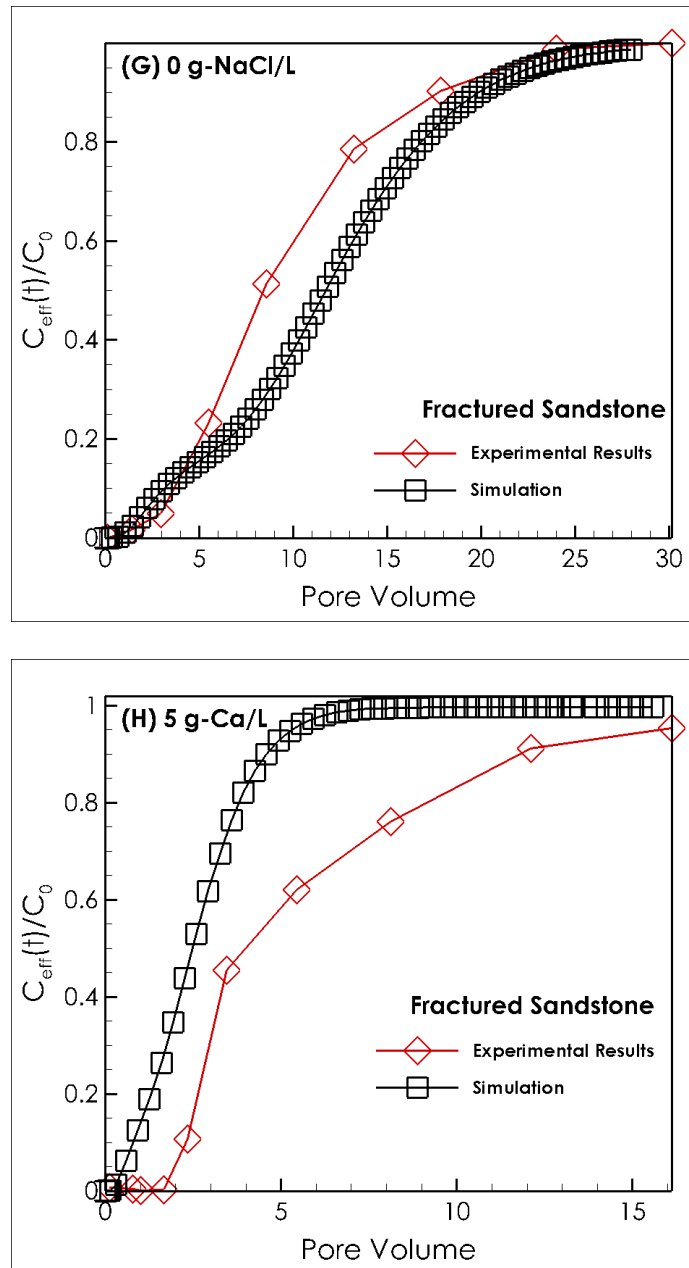 (G) 0 g-NaCl/L
0.8
0.6
0.4
0.2
0
C_eff(t)/C_0
Fractured Sandstone
Experimental Results
Simulation
0 5 10 15 20 25 30
Pore Volume
1
(H) 5 g-Ca/L
0.8
0.6
0.4
0.2
0
C_eff(t)/C_0
Fractured Sandstone
Experimental Results
Simulation
0 5 10 15
Pore Volume